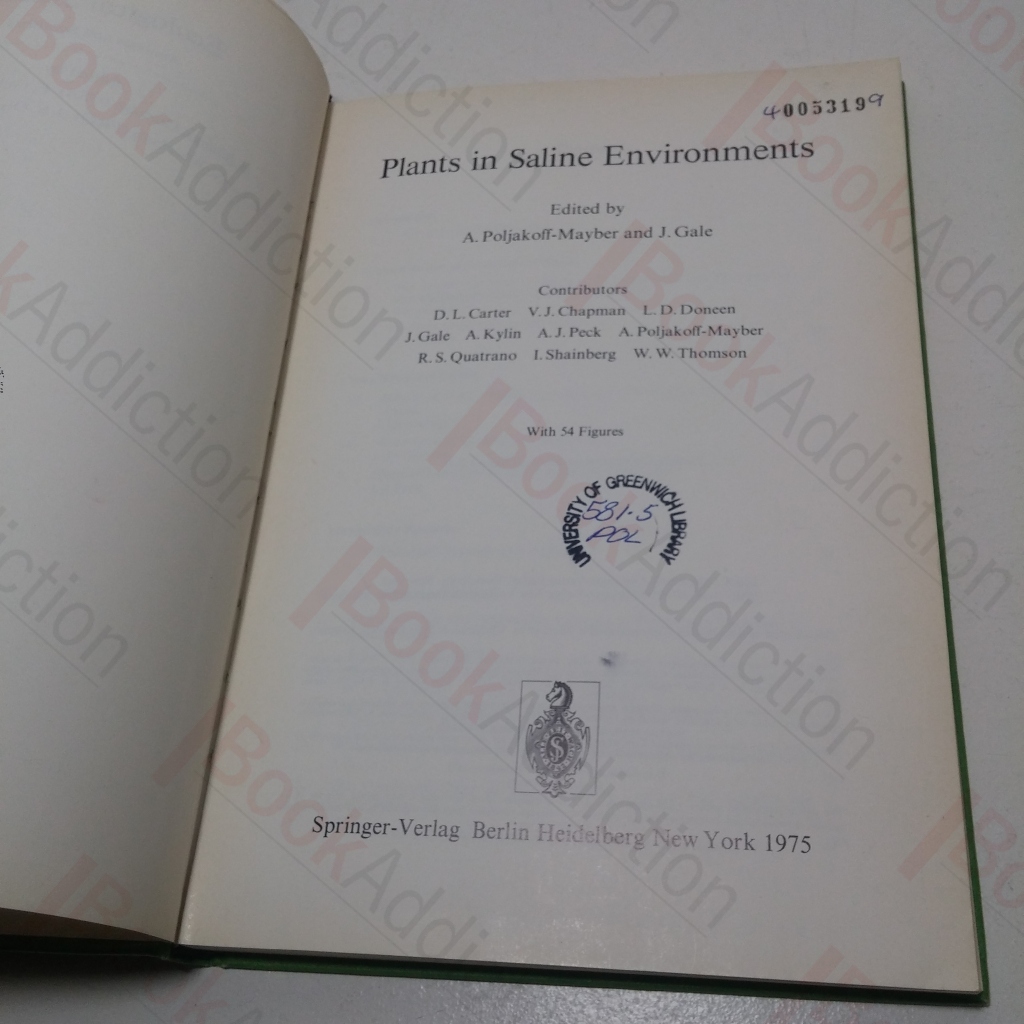 40053199
Plants in Saline Environments
Edited by
A. Poljakoff-Mayber and J. Gale
Contributors
D. L. Carter V. J. Chapman L. D. Doneen
J. Gale A. Kylin A. J. Peck A. Poljakoff-Mayber
R. S. Quatrano I. Shainberg W. W. Thomson
With 54 Figures
UNIVERSITY OF GREENWICH LIBRARY
581.5
POL
Springer-Verlag Berlin Heidelberg New York 1975
BookAddiction